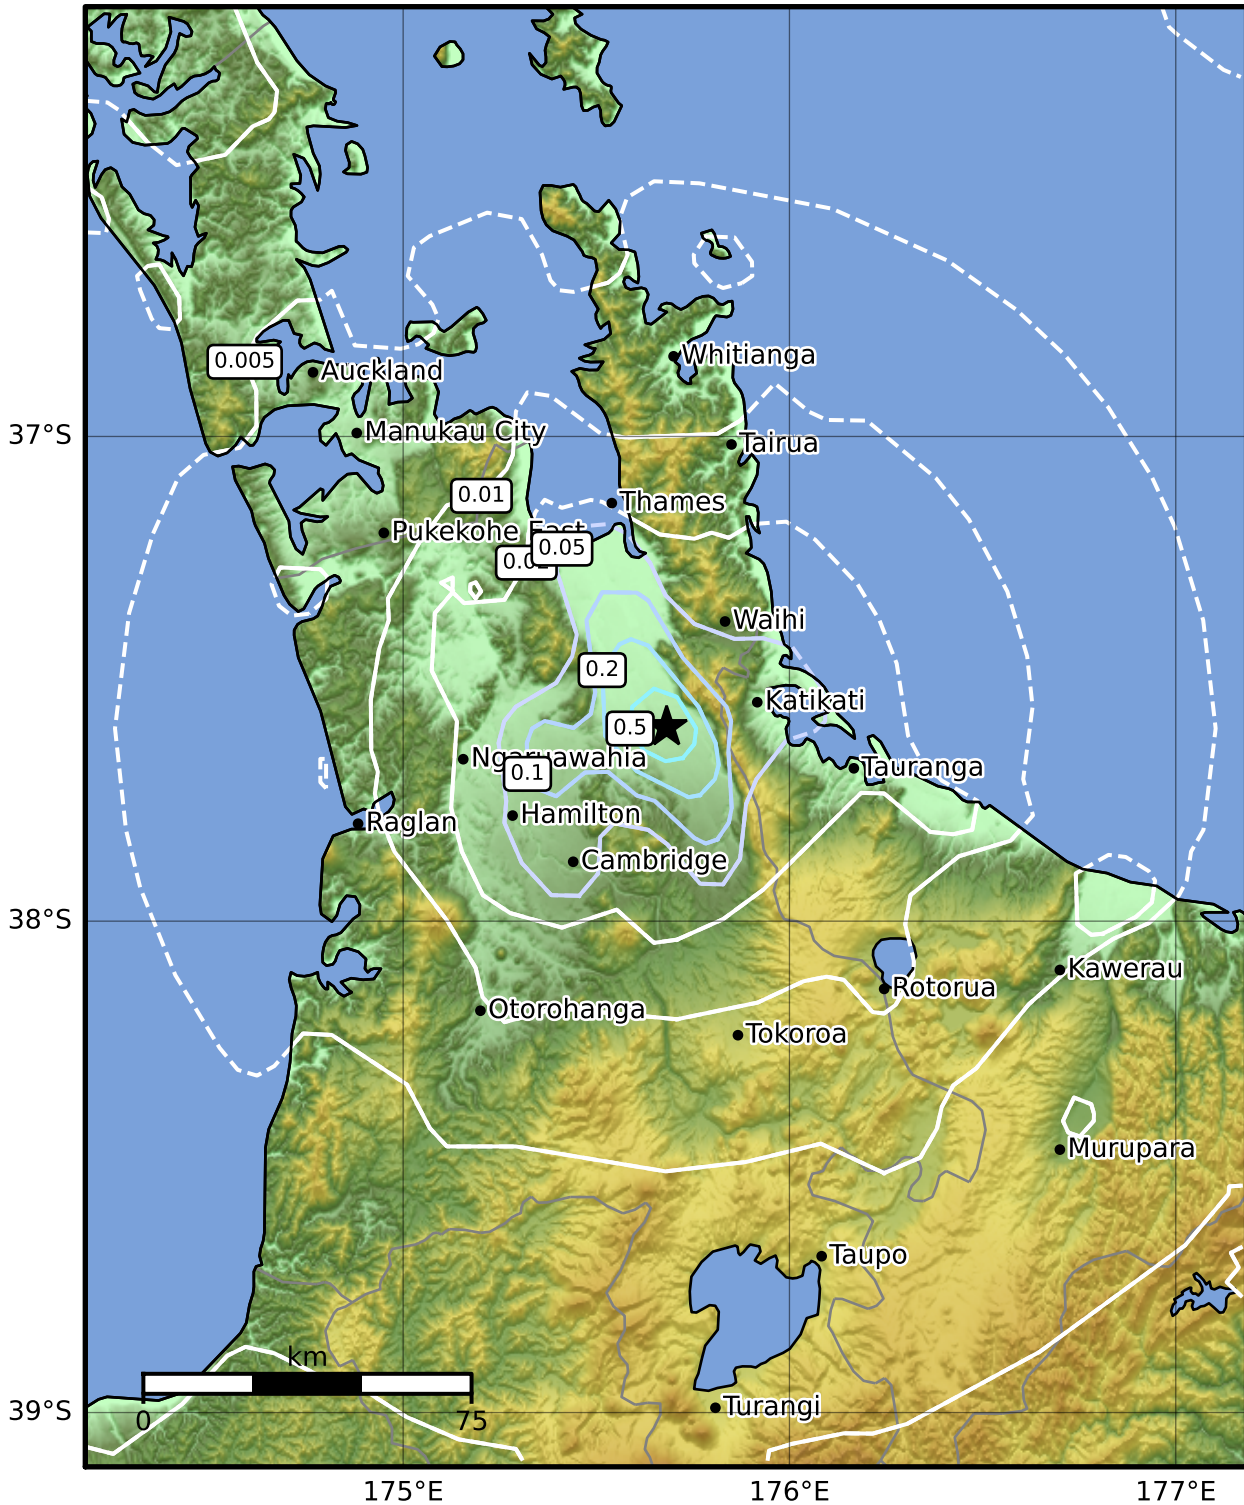 Whitianga
0.005
Auckland
Manukau City
37°S
Tairua
0.01
Thames
Pukekohe East
0.05
0.02
Waihi
0.2
Katikati
0.5
Ngaruawahia
Tauranga
0.1
Hamilton
Raglan
Cambridge
38°S
Kawerau
Rotorua
Otorohanga
Tokoroa
Murupara
Taupo
km
0
75
Turangi
39°S
175°E
176°E
177°E